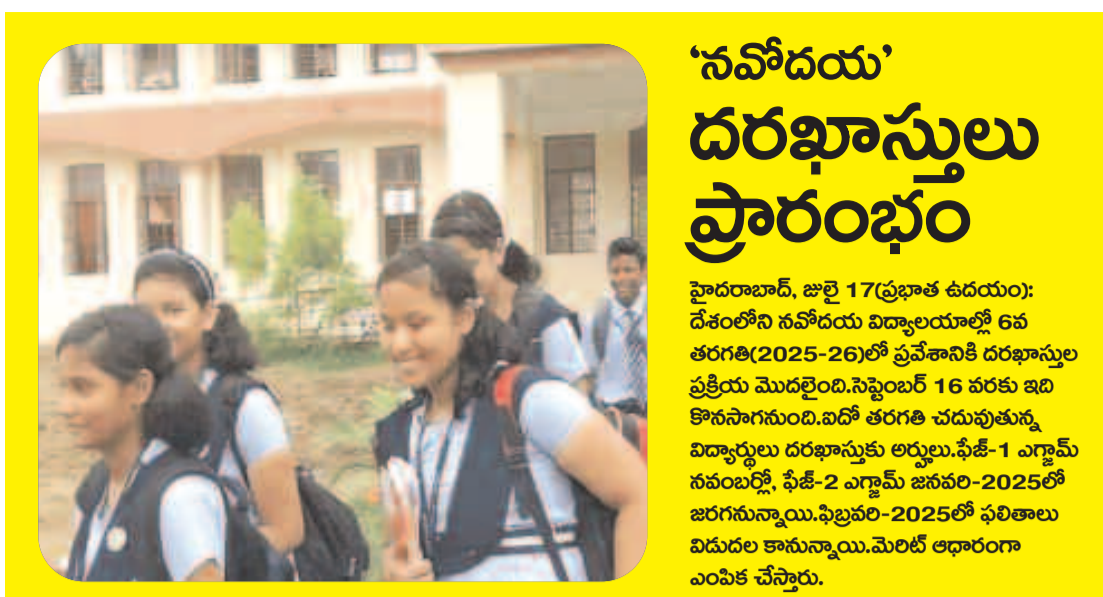 ‘నవోదయ’
దరఖాస్తులు
ప్రారంభం
హైదరాబాద్, జులై 17(ప్రభాత ఉదయం):
దేశంలోని నవోదయ విద్యాలయాల్లో 6వ
తరగతి(2025-26)లో ప్రవేశానికి దరఖాస్తుల
ప్రక్రియ మొదలైంది.సెప్టెంబర్ 16 వరకు ఇది
కొనసాగనుంది.ఐదో తరగతి చదువుతున్న
విద్యార్థులు దరఖాస్తుకు అర్హులు.ఫేజ్-1 ఎగ్జామ్
నవంబర్లో, ఫేజ్-2 ఎగ్జామ్ జనవరి-2025లో
జరగనున్నాయి.ఫిబ్రవరి-2025లో ఫలితాలు
విడుదల కానున్నాయి.మెరిట్ ఆధారంగా
ఎంపిక చేస్తారు.